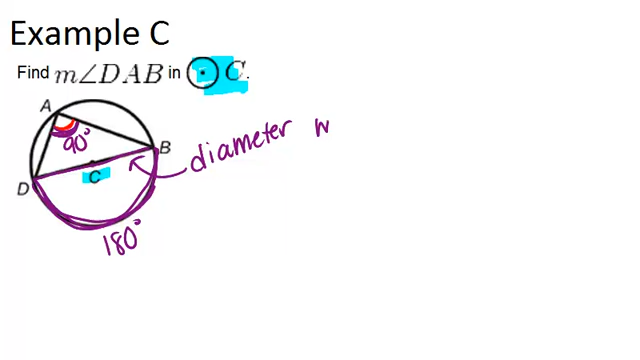 Example C
Find m∠DAB in ⊙ C.
A
90°
B
diameter
C
D
180°